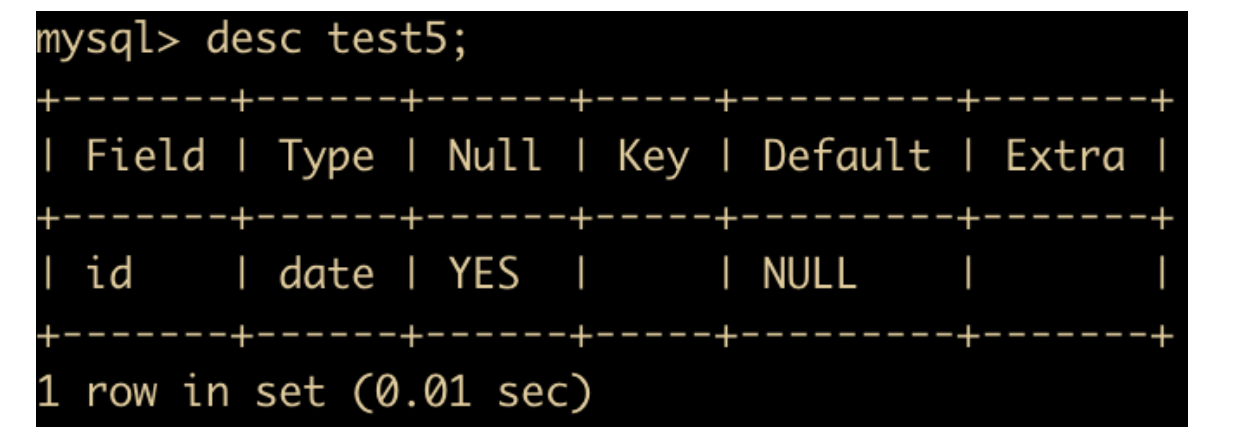 mysql> desc test5;
+-------+------+------+-----+---------+-------+
| Field | Type | Null | Key | Default | Extra |
+-------+------+------+-----+---------+-------+
| id    | date | YES  |     | NULL    |       |
+-------+------+------+-----+---------+-------+
1 row in set (0.01 sec)